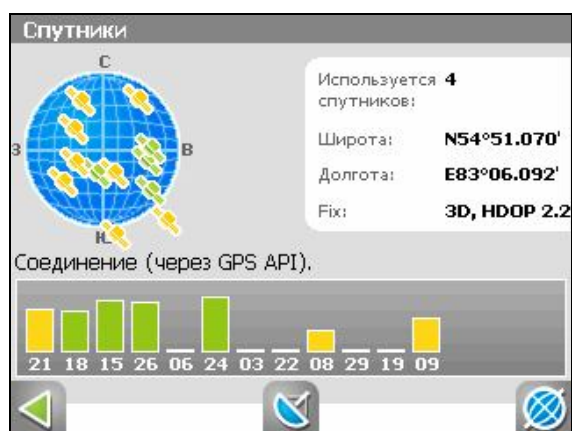 Спутники
С
З
В
Ю
Используется 4
спутников:
Широта: N54°51.070'
Долгота: E83°06.092'
Fix: 3D, HDOP 2.2
Соединение (через GPS API).
21 18 15 26 06 24 03 22 08 29 19 09